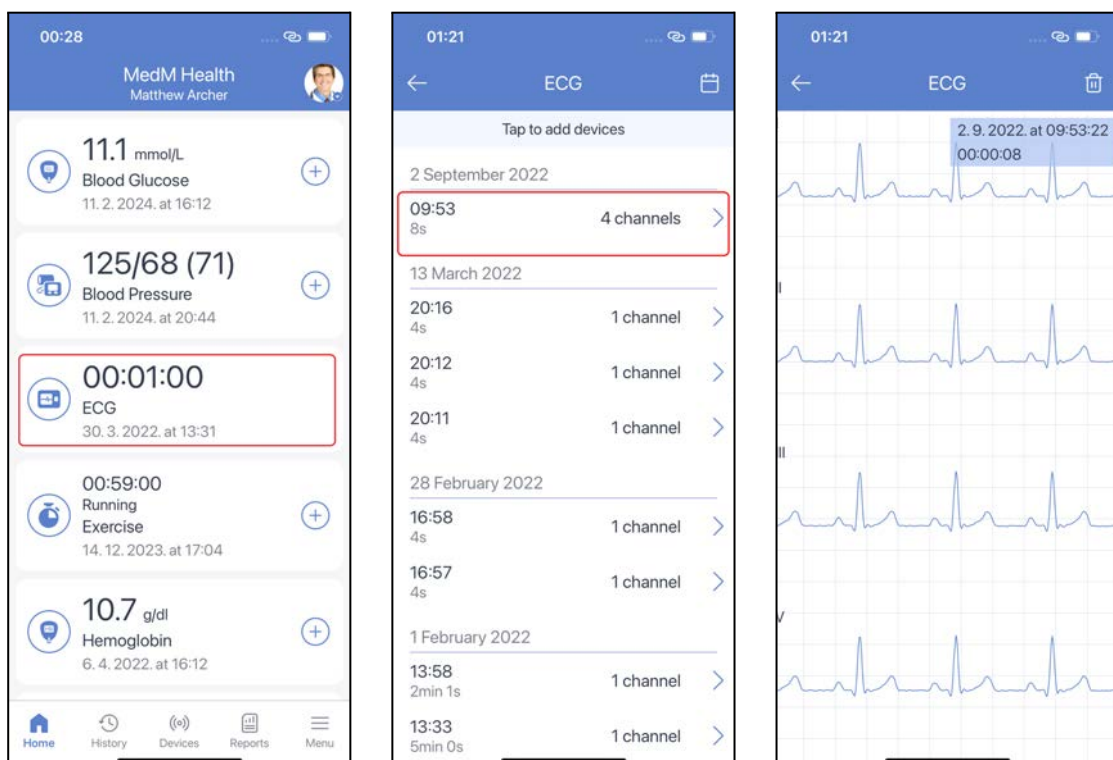 00:28
MedM Health
Matthew Archer
11.1 mmol/L
Blood Glucose
11. 2. 2024. at 16:12
125/68 (71)
Blood Pressure
11. 2. 2024. at 20:44
00:01:00
ECG
30. 3. 2022. at 13:31
00:59:00
Running
Exercise
14. 12. 2023. at 17:04
10.7 g/dl
Hemoglobin
6. 4. 2022. at 16:12
Home History Devices Reports Menu
01:21
ECG
Tap to add devices
2 September 2022
09:53 4 channels
8s
13 March 2022
20:16 1 channel
4s
20:12 1 channel
4s
20:11 1 channel
4s
28 February 2022
16:58 1 channel
4s
16:57 1 channel
4s
1 February 2022
13:58 1 channel
2min 1s
13:33 1 channel
5min 0s
01:21
ECG
2. 9. 2022. at 09:53:22
00:00:08